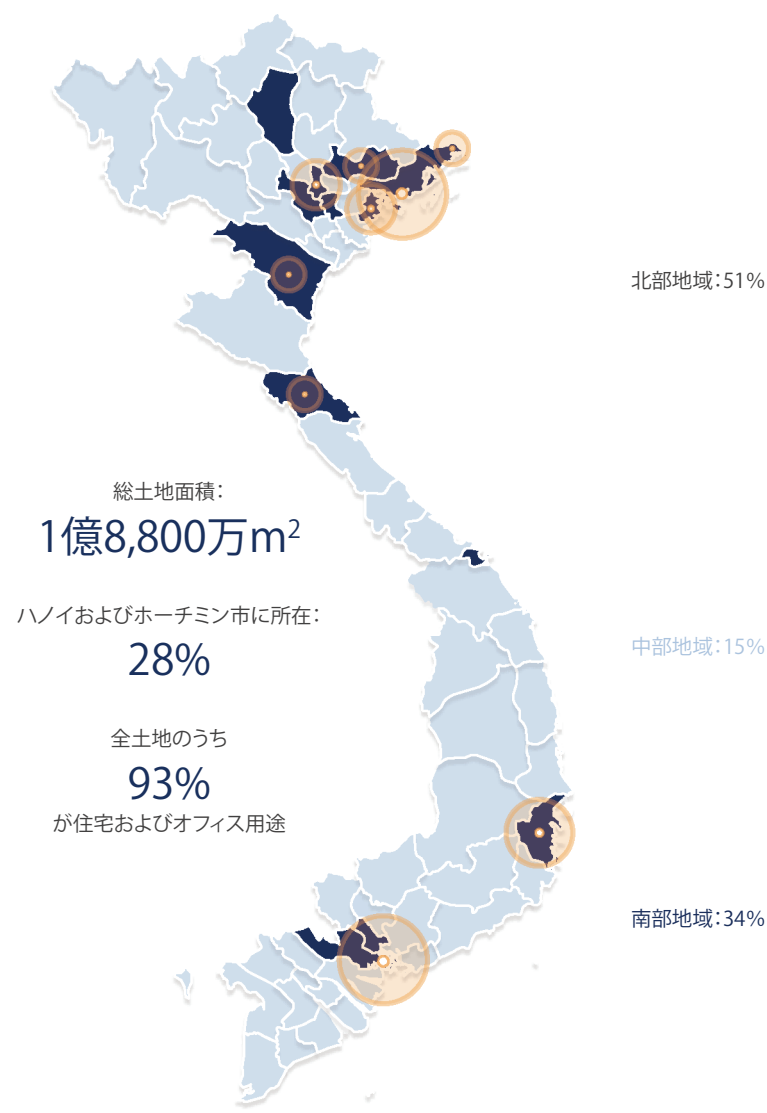 北部地域：51%
総土地面積：
1億8,800万m²
ハノイおよびホーチミン市に所在：
28%
中部地域：15%
全土地のうち
93%
が住宅およびオフィス用途
南部地域：34%